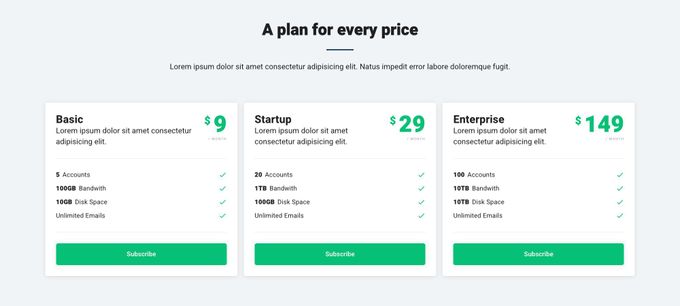 A plan for every price
Lorem ipsum dolor sit amet consectetur adipisicing elit. Natus impedit error labore doloremque fugit.
Basic
Lorem ipsum dolor sit amet consectetur
adipisicing elit.
$ 9
/ MONTH
5 Accounts
100GB Bandwith
10GB Disk Space
Unlimited Emails
Subscribe
Startup
Lorem ipsum dolor sit amet
consectetur adipisicing elit.
$ 29
/ MONTH
20 Accounts
1TB Bandwith
100GB Disk Space
Unlimited Emails
Subscribe
Enterprise
Lorem ipsum dolor sit amet
consectetur adipisicing elit.
$ 149
/ MONTH
100 Accounts
10TB Bandwith
10TB Disk Space
Unlimited Emails
Subscribe